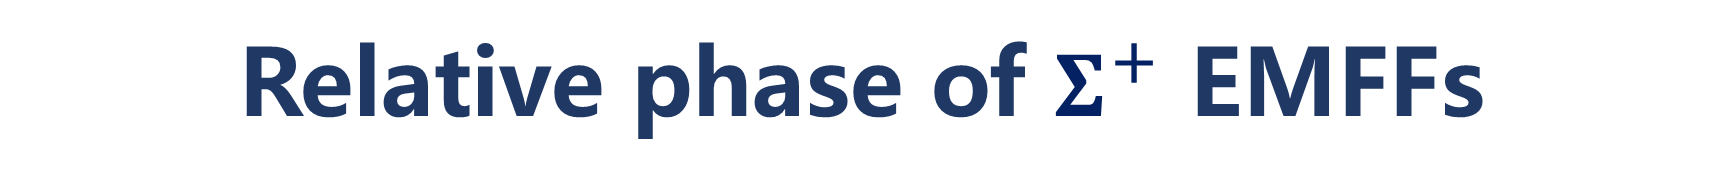 Relative phase of Σ⁺ EMFFs